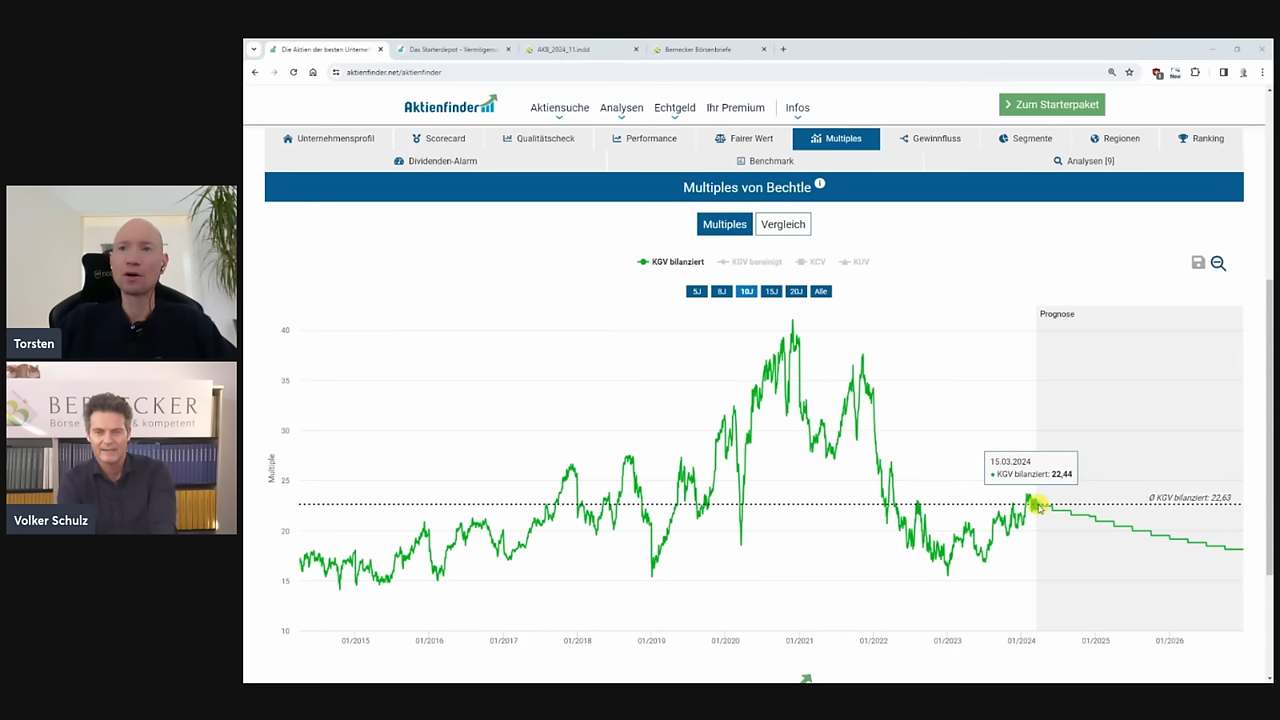 Die Aktien der besten Unterne
Das Starterdepot - Vermögens
AKB_2024_11.indd
Bernecker Börsenbriefe
aktienfinder.net/aktienfinder
New
Aktienfinder
Aktiensuche
Analysen
Echtgeld
Ihr Premium
Infos
Zum Starterpaket
Unternehmensprofil
Scorecard
Qualitätscheck
Performance
Fairer Wert
Multiples
Gewinnfluss
Segmente
Regionen
Ranking
Dividenden-Alarm
Benchmark
Analysen [9]
Multiples von Bechtle
Multiples
Vergleich
KGV bilanziert
KGV bereinigt
KCV
KUV
5J
8J
10J
15J
20J
Alle
Prognose
40
35
30
25
20
15
10
Multiple
15.03.2024
KGV bilanziert: 22,44
Ø KGV bilanziert: 22,63
01/2015
01/2016
01/2017
01/2018
01/2019
01/2020
01/2021
01/2022
01/2023
01/2024
01/2025
01/2026
Torsten
BERNECKER
Börse
& kompetent
Volker Schulz